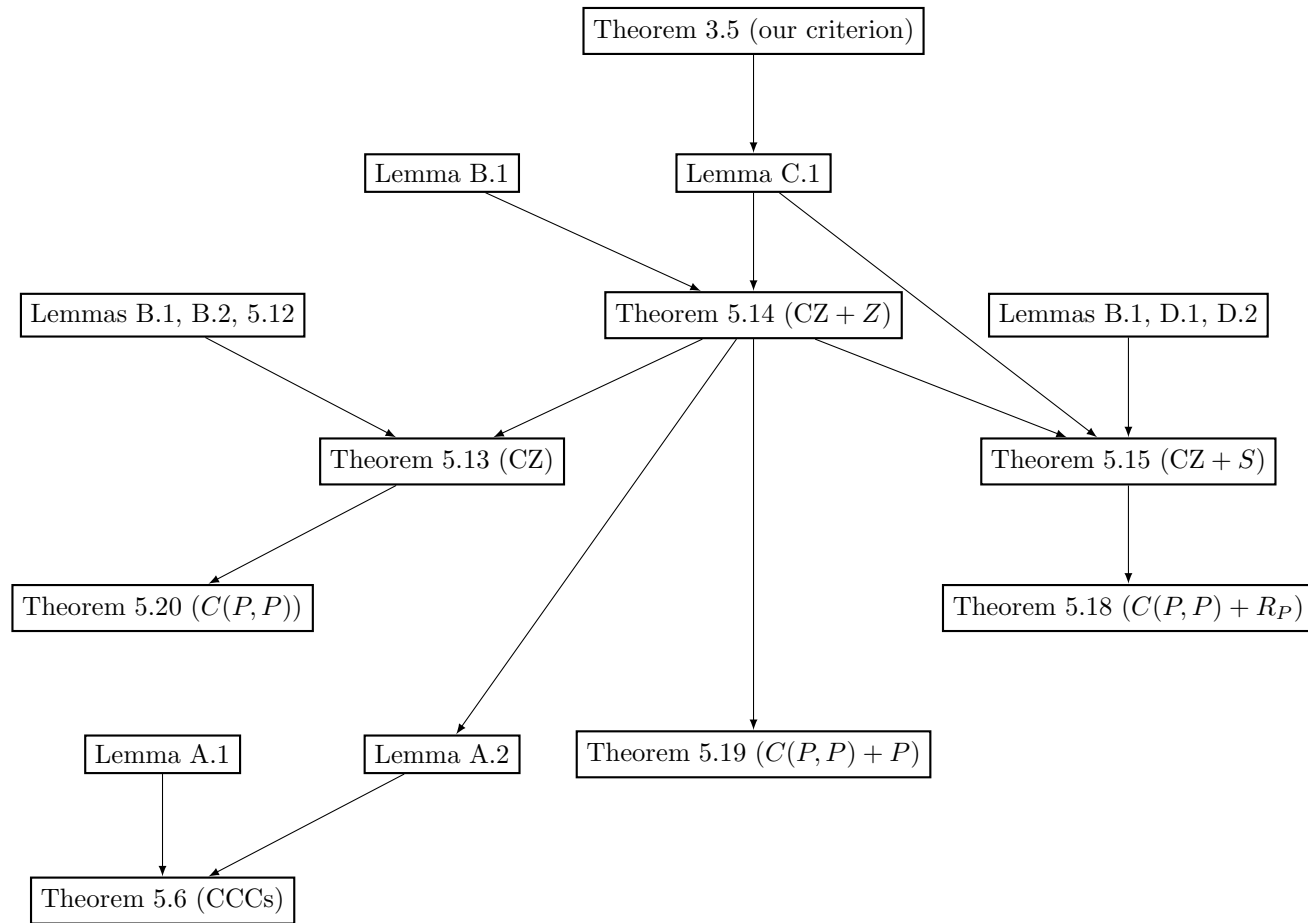 Theorem 3.5 (our criterion)
Lemma B.1
Lemma C.1
Lemmas B.1, B.2, 5.12
Theorem 5.14 (CZ + Z)
Lemmas B.1, D.1, D.2
Theorem 5.13 (CZ)
Theorem 5.15 (CZ + S)
Theorem 5.20 (C(P, P))
Theorem 5.18 (C(P, P) + R_P)
Lemma A.1
Lemma A.2
Theorem 5.19 (C(P, P) + P)
Theorem 5.6 (CCCs)